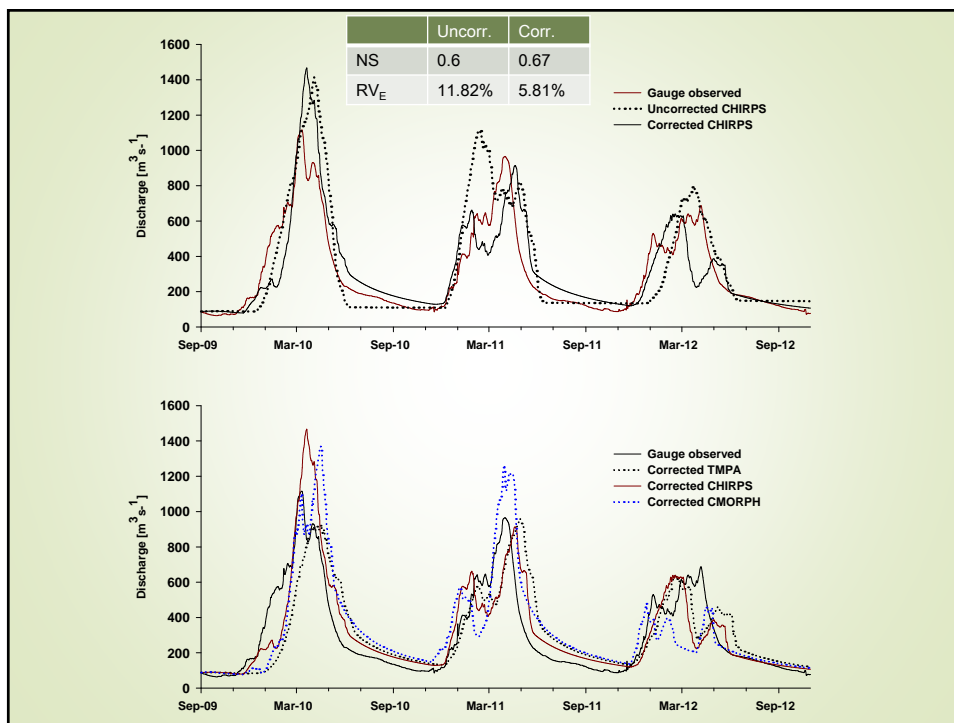 Uncorr. Corr.
NS 0.6 0.67
RV_E 11.82% 5.81%
1600
1400
1200
1000
800
600
400
200
0
Discharge [m³s-1]
Gauge observed
Uncorrected CHIRPS
Corrected CHIRPS
Sep-09 Mar-10 Sep-10 Mar-11 Sep-11 Mar-12 Sep-12
1600
1400
1200
1000
800
600
400
200
0
Discharge [m³s-1]
Gauge observed
Corrected TMPA
Corrected CHIRPS
Corrected CMORPH
Sep-09 Mar-10 Sep-10 Mar-11 Sep-11 Mar-12 Sep-12